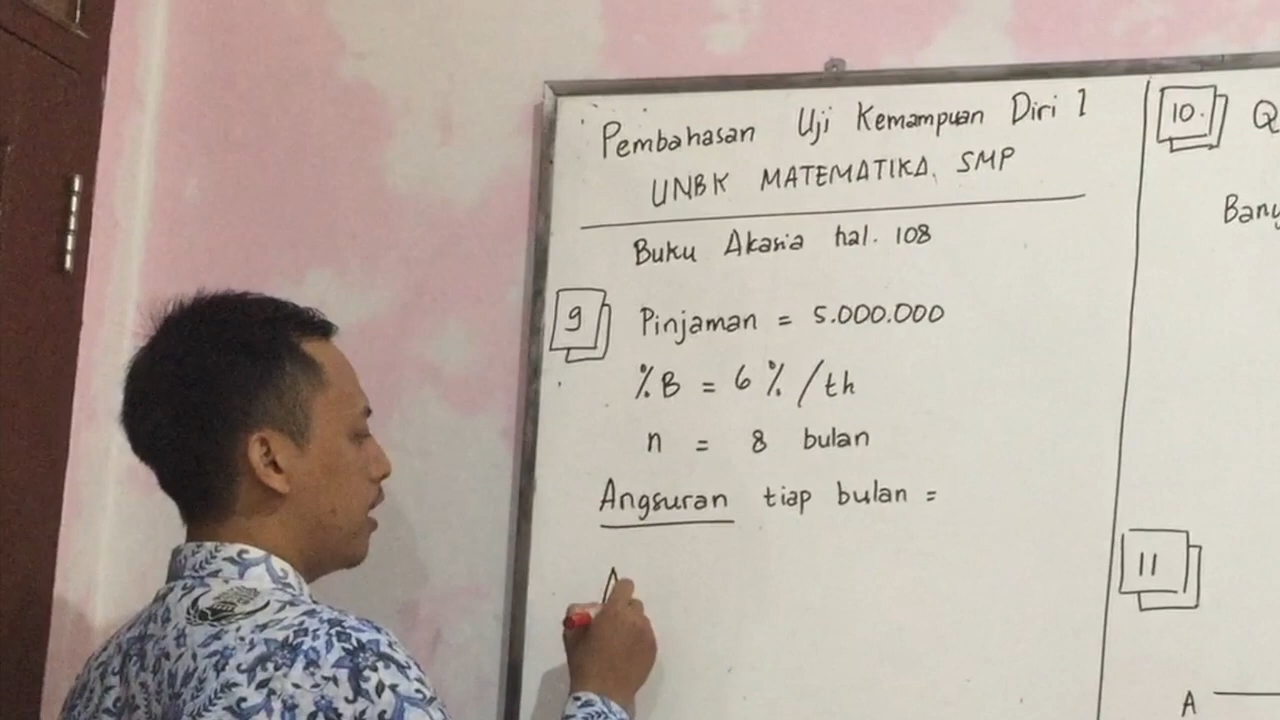 Pembahasan Uji Kemampuan Diri 1
UNBK MATEMATIKA SMP
Buku Akasia hal. 108
9 Pinjaman = 5.000.000
%B = 6% /th
n = 8 bulan
Angsuran tiap bulan =
10. Q
Bany
11
A